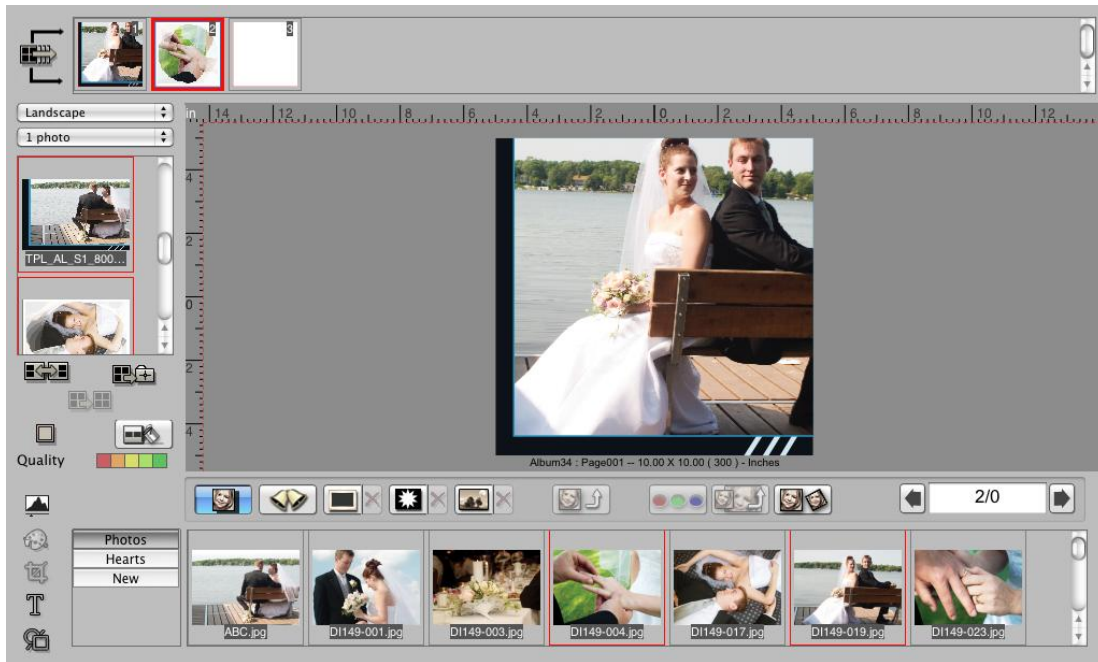 1
2
3
Landscape
1 photo
in 14 12 10 8 6 4 2 0 2 4 6 8 10 12
4
2
0
2
4
TPL_AL_S1_800...
Quality
Album34 : Page001 -- 10.00 X 10.00 ( 300 ) - Inches
2/0
Photos
Hearts
New
T
ABC.jpg
DI149-001.jpg
DI149-003.jpg
DI149-004.jpg
DI149-017.jpg
DI149-019.jpg
DI149-023.jpg